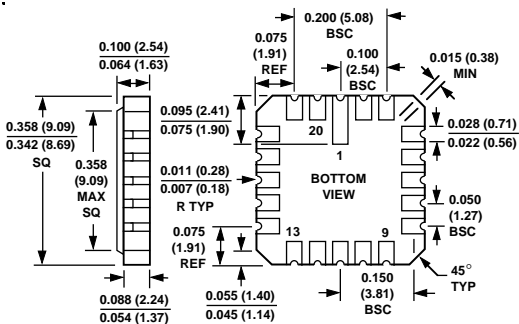 0.200 (5.08)
BSC
0.075
(1.91)
REF
0.100
(2.54)
BSC
0.015 (0.38)
MIN
0.100 (2.54)
0.064 (1.63)
0.358 (9.09)
0.342 (8.69)
SQ
0.358
(9.09)
MAX
SQ
0.088 (2.24)
0.054 (1.37)
0.095 (2.41)
0.075 (1.90)
0.011 (0.28)
0.007 (0.18)
R TYP
0.075
(1.91)
REF
0.055 (1.40)
0.045 (1.14)
20
1
BOTTOM
VIEW
13
9
0.028 (0.71)
0.022 (0.56)
0.050
(1.27)
BSC
0.150
(3.81)
BSC
45°
TYP